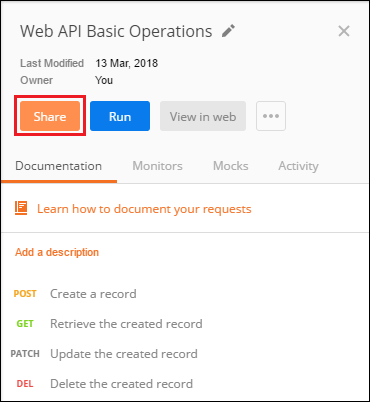 Web API Basic Operations
Last Modified 13 Mar, 2018
Owner You
Share Run View in web
Documentation Monitors Mocks Activity
Learn how to document your requests
Add a description
POST Create a record
GET Retrieve the created record
PATCH Update the created record
DEL Delete the created record